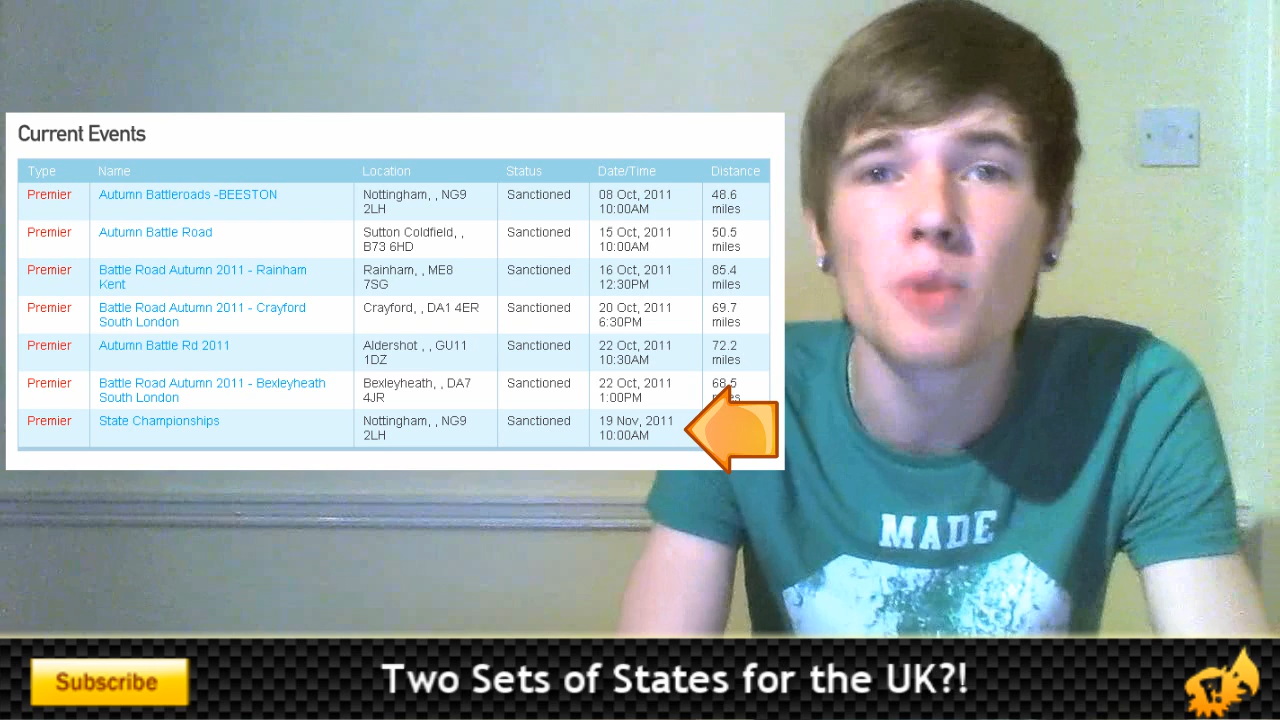 Current Events
Type Name Location Status Date/Time Distance
Premier Autumn Battleroads -BEESTON Nottingham, , NG9 Sanctioned 08 Oct, 2011 48.6
2LH 10:00AM miles
Premier Autumn Battle Road Sutton Coldfield, , Sanctioned 15 Oct, 2011 50.5
B73 6HD 10:00AM miles
Premier Battle Road Autumn 2011 - Rainham Rainham, , ME8 Sanctioned 16 Oct, 2011 85.4
Kent 7SG 12:30PM miles
Premier Battle Road Autumn 2011 - Crayford Crayford, , DA1 4ER Sanctioned 20 Oct, 2011 69.7
South London 6:30PM miles
Premier Autumn Battle Rd 2011 Aldershot , , GU11 Sanctioned 22 Oct, 2011 72.2
1DZ 10:30AM miles
Premier Battle Road Autumn 2011 - Bexleyheath Bexleyheath, , DA7 Sanctioned 22 Oct, 2011 68.5
South London 4JR 1:00PM
Premier State Championships Nottingham, , NG9 Sanctioned 19 Nov, 2011
2LH 10:00AM
MADE
Subscribe
Two Sets of States for the UK?!